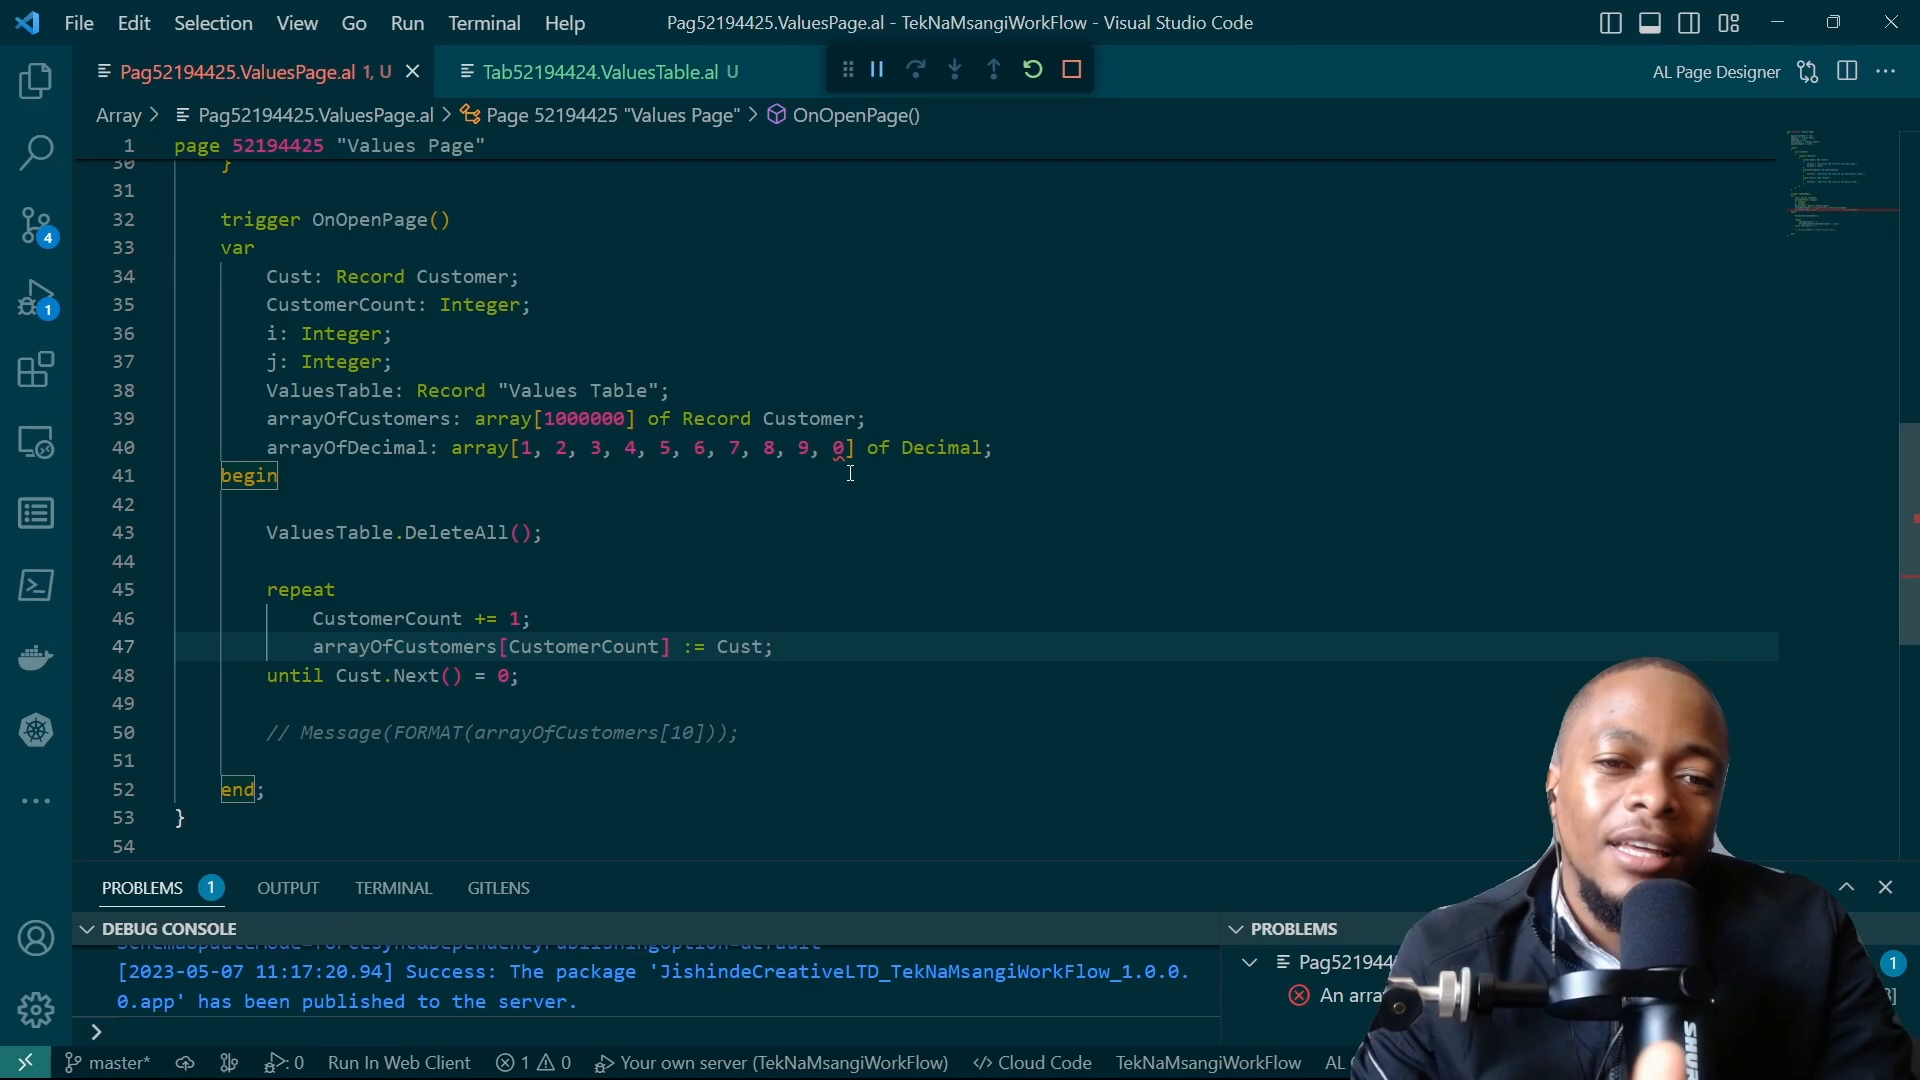 File Edit Selection View Go Run Terminal Help
Pag52194425.ValuesPage.al - TekNaMsangiWorkFlow - Visual Studio Code
Pag52194425.ValuesPage.al 1, U
Tab52194424.ValuesTable.al U
AL Page Designer
Array > Pag52194425.ValuesPage.al > Page 52194425 "Values Page" > OnOpenPage()
1 page 52194425 "Values Page"
30 }
31
32 trigger OnOpenPage()
33 var
34 Cust: Record Customer;
35 CustomerCount: Integer;
36 i: Integer;
37 j: Integer;
38 ValuesTable: Record "Values Table";
39 arrayOfCustomers: array[1000000] of Record Customer;
40 arrayOfDecimal: array[1, 2, 3, 4, 5, 6, 7, 8, 9, 0] of Decimal;
41 begin
42
43 ValuesTable.DeleteAll();
44
45 repeat
46 CustomerCount += 1;
47 arrayOfCustomers[CustomerCount] := Cust;
48 until Cust.Next() = 0;
49
50 // Message(FORMAT(arrayOfCustomers[10]));
51
52 end;
53 }
54
4
1
PROBLEMS 1 OUTPUT TERMINAL GITLENS
DEBUG CONSOLE
[2023-05-07 11:17:20.94] Success: The package 'JishindeCreativeLTD_TekNaMsangiWorkFlow_1.0.0.
0.app' has been published to the server.
>
PROBLEMS
Pag52194 1
An arra
master* 0 Run In Web Client 1 0 Your own server (TekNaMsangiWorkFlow) Cloud Code TekNaMsangiWorkFlow AL